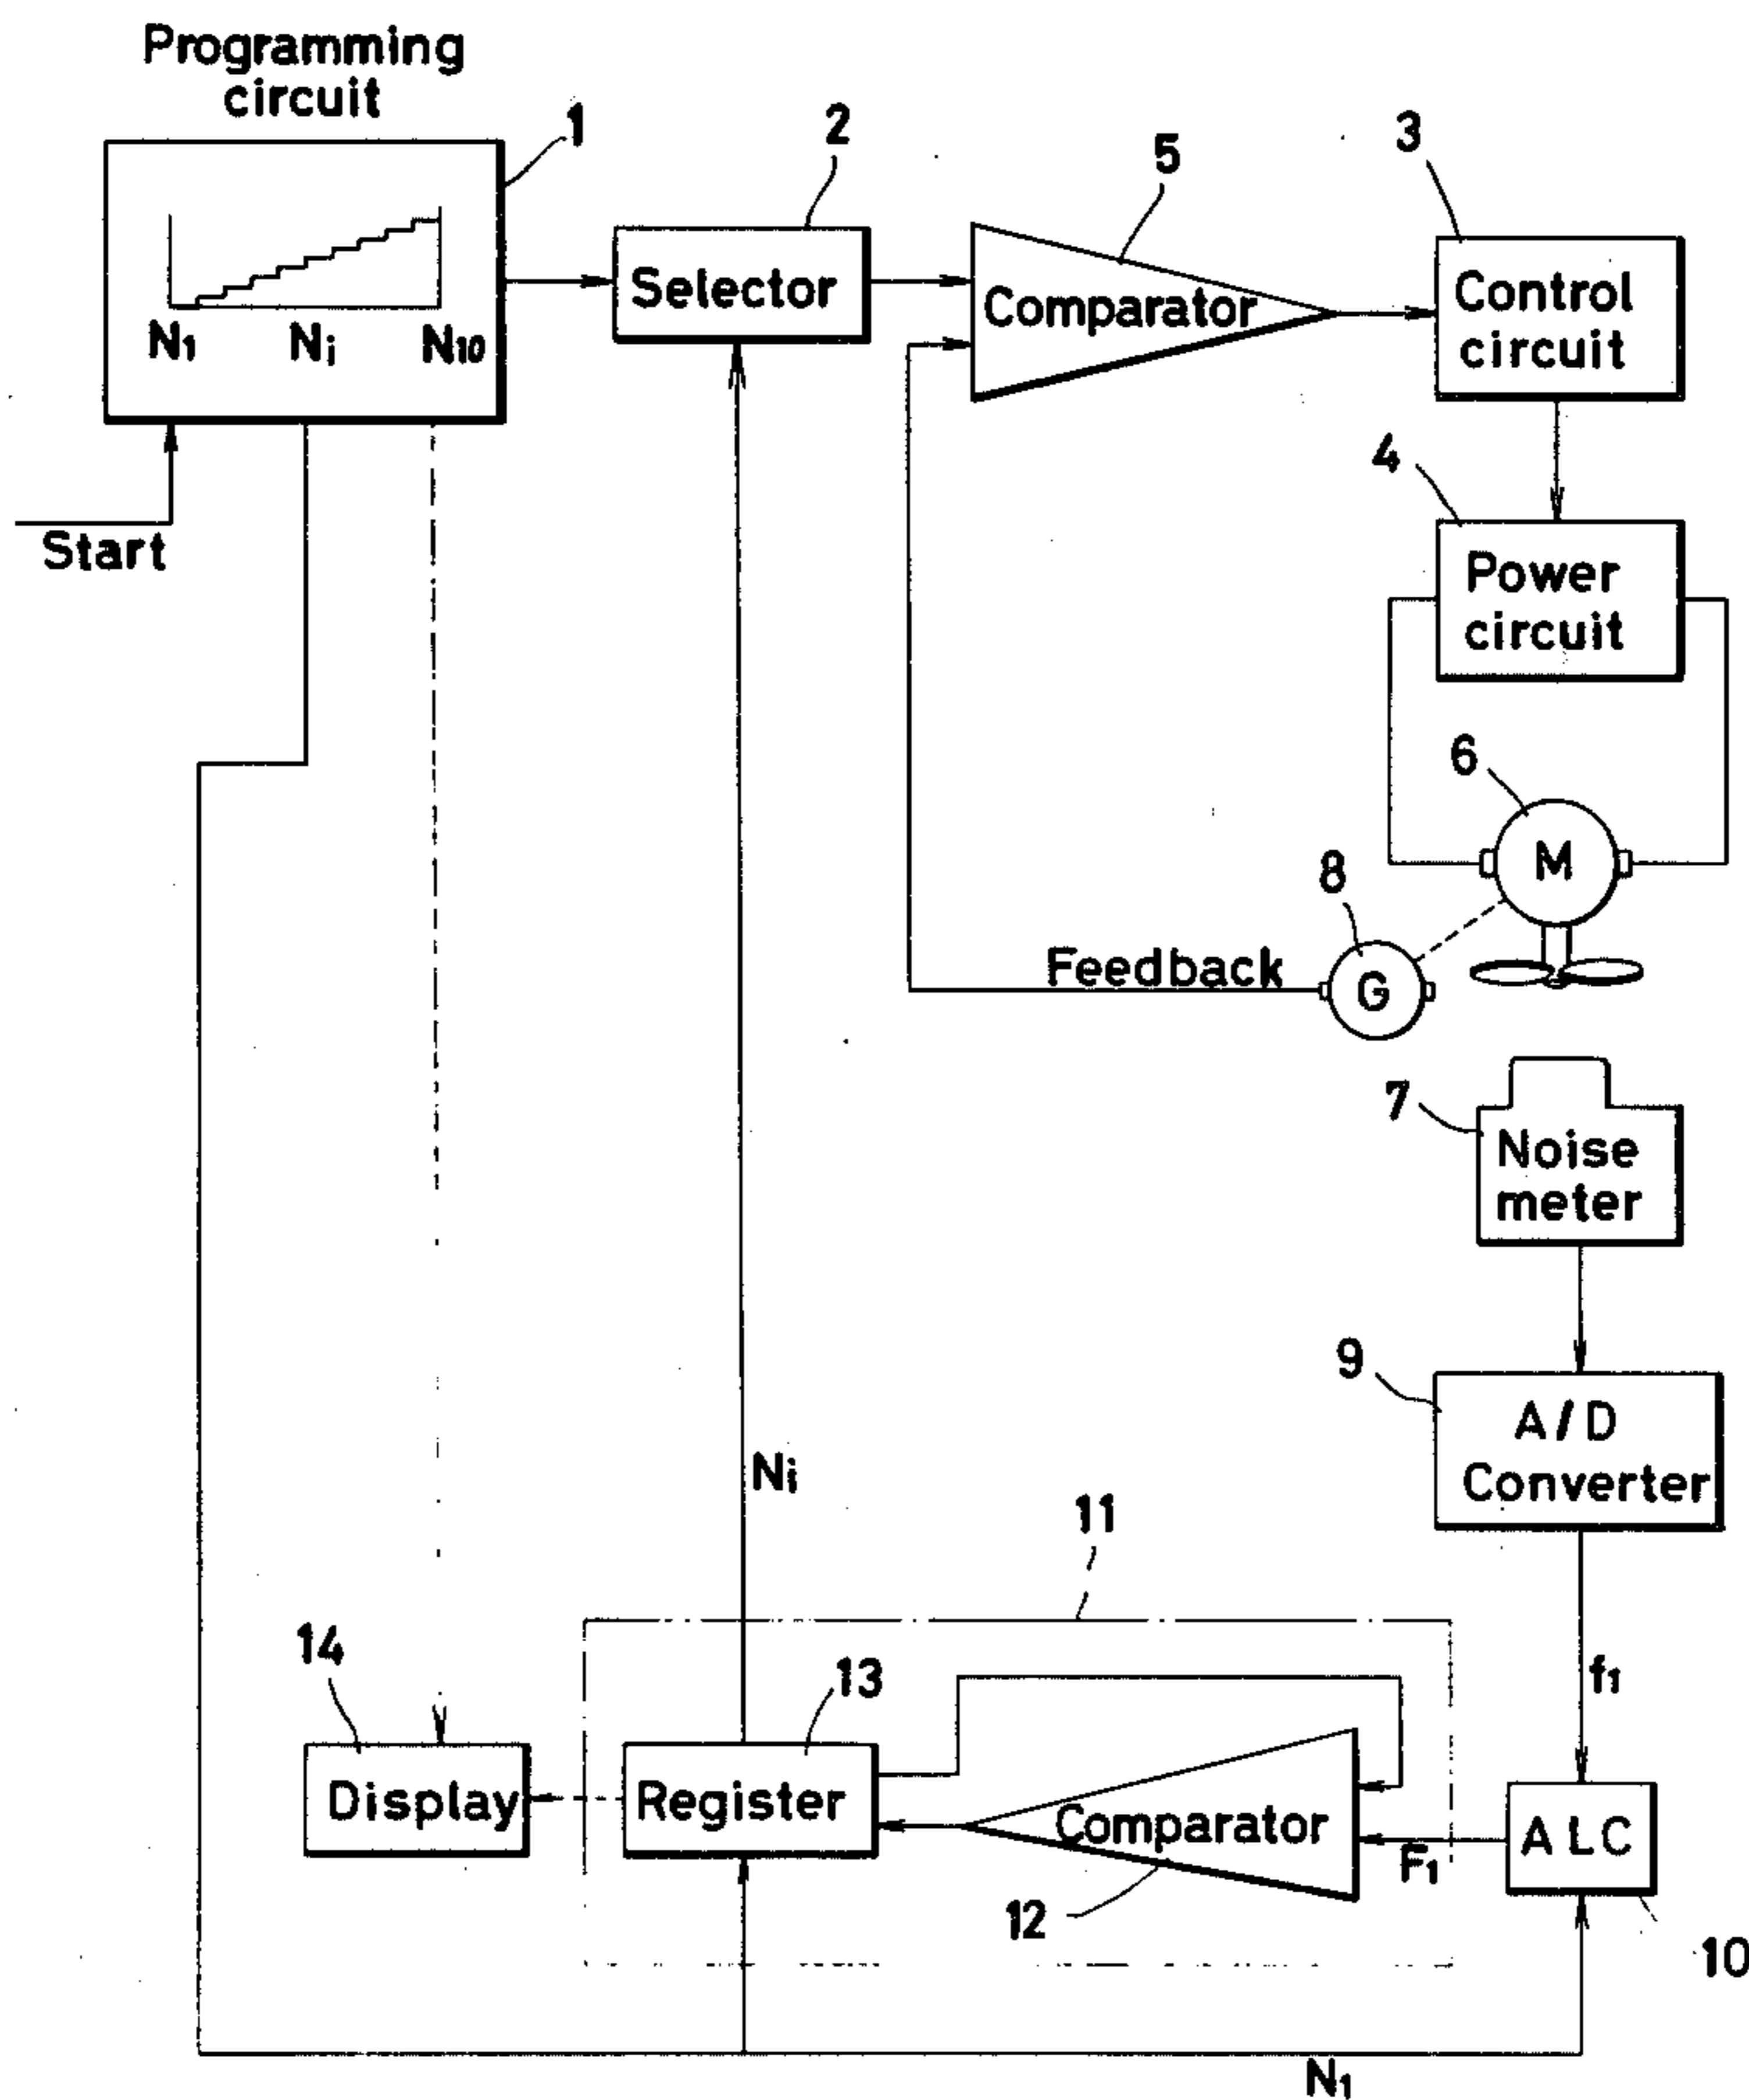 Programming
circuit
1
2
5
3
Selector
Comparator
Control
circuit
N1 Ni N10
Start
4
Power
circuit
6
M
8
Feedback
G
7
Noise
meter
9
A/D
Converter
Ni
11
f1
14
13
Display
Register
Comparator
F1
ALC
12
10
N1